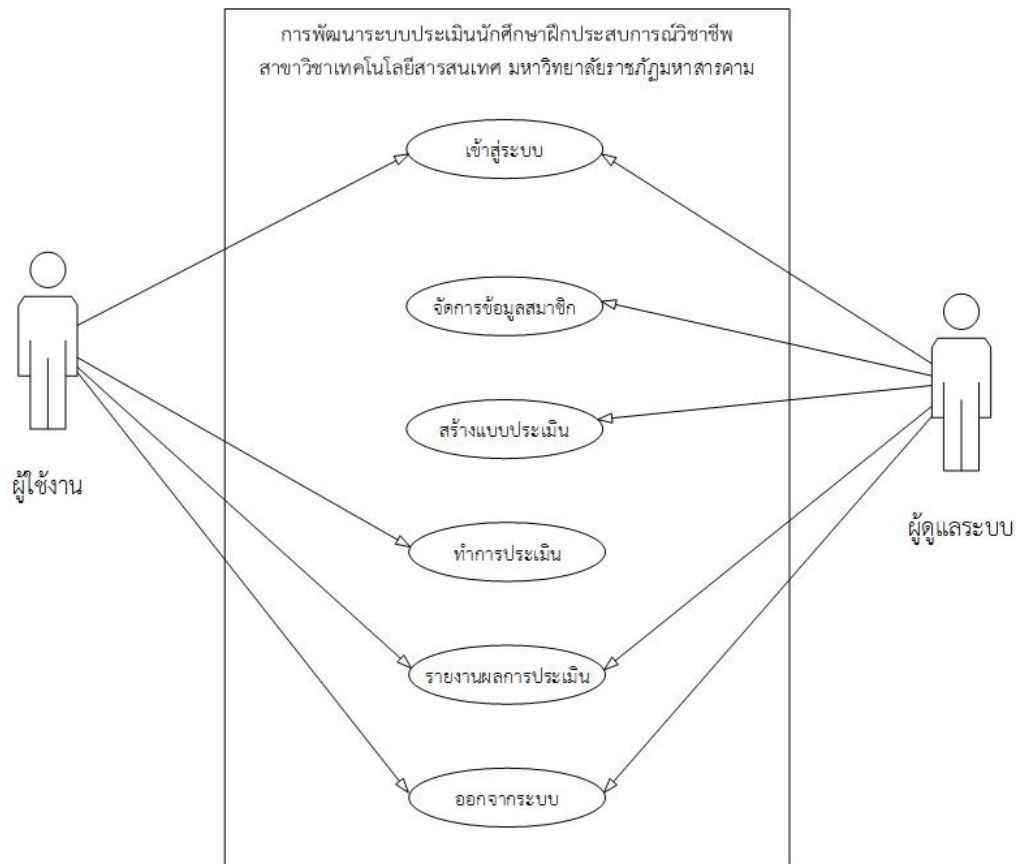 การพัฒนาระบบประเมินนักศึกษาฝึกประสบการณ์วิชาชีพ
สาขาวิชาเทคโนโลยีสารสนเทศ มหาวิทยาลัยราชภัฏมหาสารคาม
เข้าสู่ระบบ
จัดการข้อมูลสมาชิก
สร้างแบบประเมิน
ผู้ใช้งาน
ผู้ดูแลระบบ
ทำการประเมิน
รายงานผลการประเมิน
ออกจากระบบ